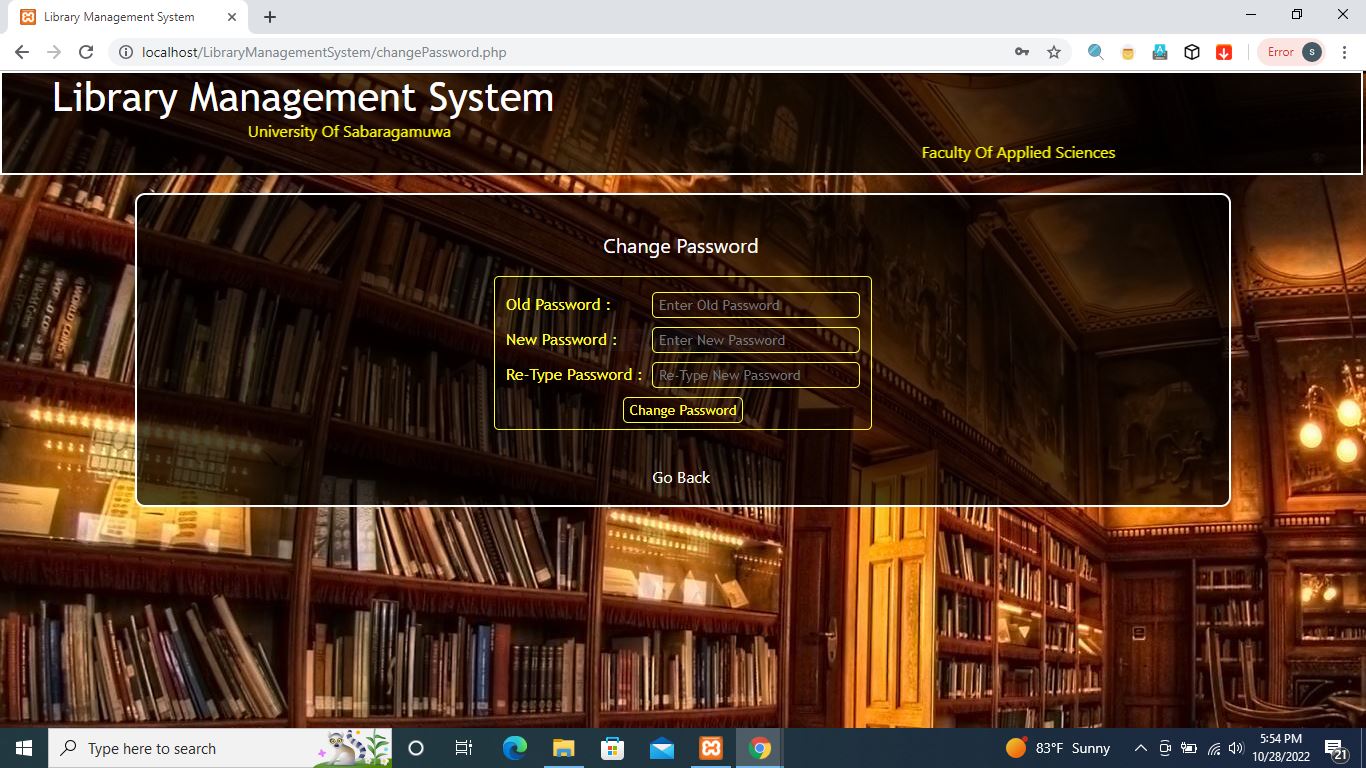 Library Management System
localhost/LibraryManagementSystem/changePassword.php
Error
s
Library Management System
University Of Sabaragamuwa
Faculty Of Applied Sciences
Change Password
Old Password :
Enter Old Password
New Password :
Enter New Password
Re-Type Password :
Re-Type New Password
Change Password
Go Back
Type here to search
83°F Sunny
5:54 PM
10/28/2022
21